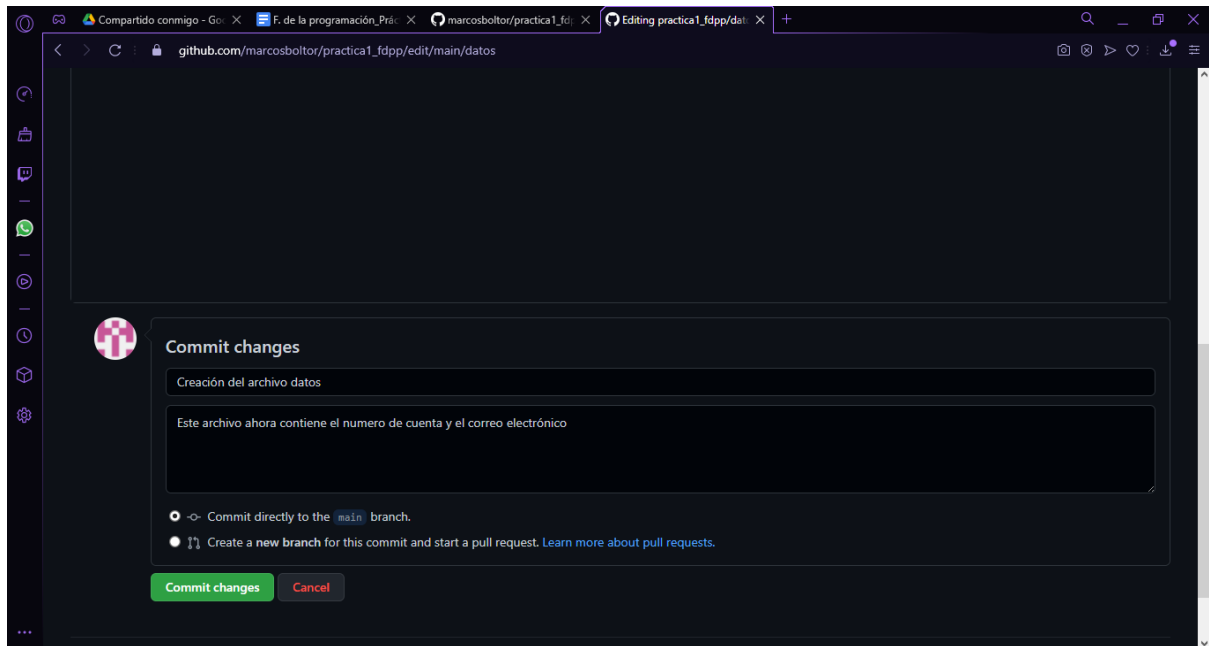 Compartido conmigo - Goo
F. de la programación_Prác
marcosboltor/practica1_fdp
Editing practica1_fdpp/dato
github.com/marcosboltor/practica1_fdpp/edit/main/datos
Commit changes
Creación del archivo datos
Este archivo ahora contiene el numero de cuenta y el correo electrónico
Commit directly to the main branch.
Create a new branch for this commit and start a pull request. Learn more about pull requests.
Commit changes Cancel